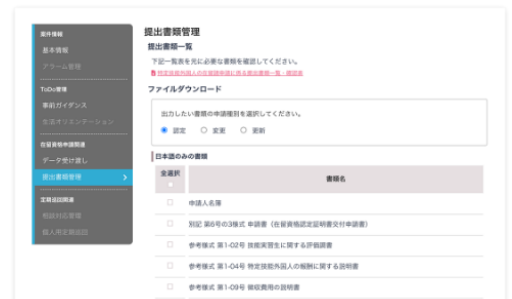 案件情報
基本情報
アラーム管理
ToDo管理
事前ガイダンス
生活オリエンテーション
在留資格申請関連
データ受け渡し
提出書類管理
定期巡回関連
相談対応管理
個人用定期巡回
提出書類管理
提出書類一覧
下記一覧表を元に必要な書類を確認してください。
特定技能外国人の在留諸申請に係る提出書類一覧・確認表
ファイルダウンロード
出力したい書類の申請種別を選択してください。
認定 変更 更新
日本語のみの書類
全選択 書類名
申請人名簿
別記 第6号の3様式 申請書（在留資格認定証明書交付申請書）
参考様式 第1-02号 技能実習生に関する評価調書
参考様式 第1-04号 特定技能外国人の報酬に関する説明書
参考様式 第1-09号 徴収費用の説明書